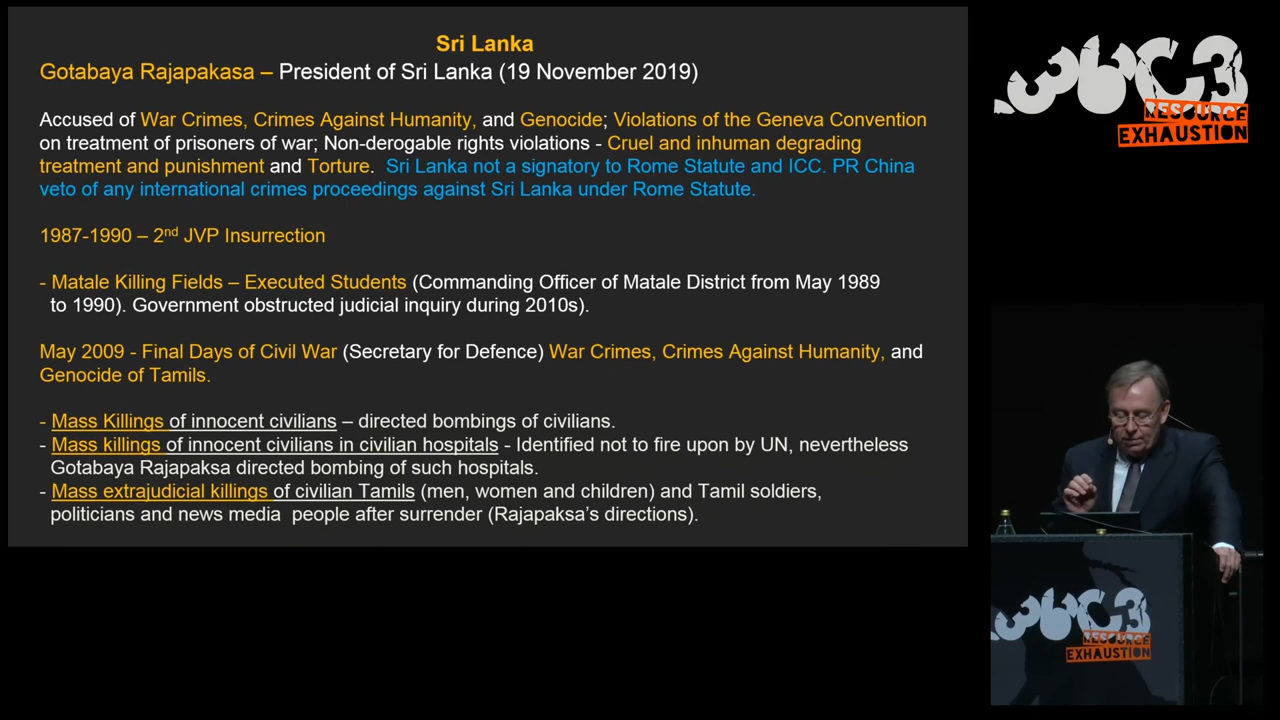 Sri Lanka
Gotabaya Rajapakasa – President of Sri Lanka (19 November 2019)
Accused of War Crimes, Crimes Against Humanity, and Genocide; Violations of the Geneva Convention
on treatment of prisoners of war; Non-derogable rights violations - Cruel and inhuman degrading
treatment and punishment and Torture. Sri Lanka not a signatory to Rome Statute and ICC. PR China
veto of any international crimes proceedings against Sri Lanka under Rome Statute.
1987-1990 – 2nd JVP Insurrection
- Matale Killing Fields – Executed Students (Commanding Officer of Matale District from May 1989
to 1990). Government obstructed judicial inquiry during 2010s).
May 2009 - Final Days of Civil War (Secretary for Defence) War Crimes, Crimes Against Humanity, and
Genocide of Tamils.
- Mass Killings of innocent civilians – directed bombings of civilians.
- Mass killings of innocent civilians in civilian hospitals - Identified not to fire upon by UN, nevertheless
Gotabaya Rajapaksa directed bombing of such hospitals.
- Mass extrajudicial killings of civilian Tamils (men, women and children) and Tamil soldiers,
politicians and news media people after surrender (Rajapaksa's directions).
36C3
RESOURCE
EXHAUSTION
36C3
RESOURCE
EXHAUSTION